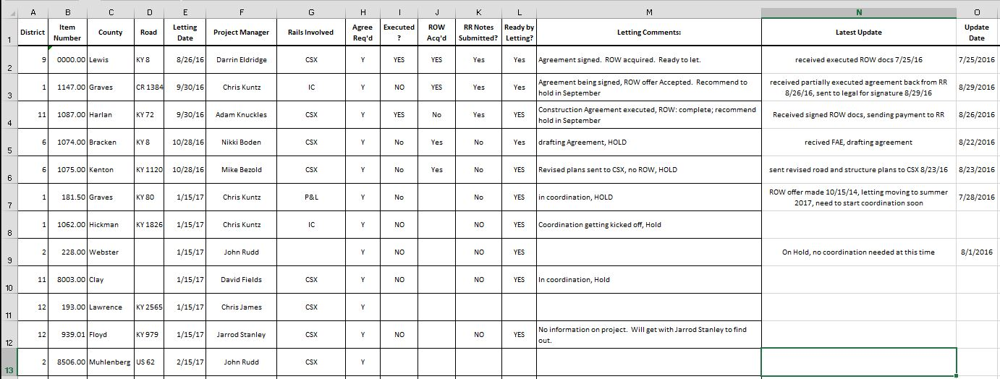 A B C D E F G H I J K L M N O
1 District Item Number County Road Letting Date Project Manager Rails Involved Agree Req'd Executed ? ROW Acq'd RR Notes Submitted? Ready by Letting? Letting Comments: Latest Update Update Date
2 9 0000.00 Lewis KY 8 8/26/16 Darrin Eldridge CSX Y YES YES Yes Yes Agreement signed. ROW acquired. Ready to let. received executed ROW docs 7/25/16 7/25/2016
3 1 1147.00 Graves CR 1384 9/30/16 Chris Kuntz IC Y NO YES Yes Yes Agreement being signed, ROW offer Accepted. Recommend to hold in September received partially executed agreement back from RR 8/26/16, sent to legal for signature 8/29/16 8/29/2016
4 11 1087.00 Harlan KY 72 9/30/16 Adam Knuckles CSX Y YES No Yes YES Construction Agreement executed, ROW: complete; recommend hold in September Received signed ROW docs, sending payment to RR 8/26/2016
5 6 1074.00 Bracken KY 8 10/28/16 Nikki Boden CSX Y No Yes No Yes drafting Agreement, HOLD recived FAE, drafting agreement 8/22/2016
6 6 1075.00 Kenton KY 1120 10/28/16 Mike Bezold CSX Y No Yes No YES Revised plans sent to CSX, no ROW, HOLD sent revised road and structure plans to CSX 8/23/16 8/23/2016
7 1 181.50 Graves KY 80 1/15/17 Chris Kuntz P&L Y No No YES in coordination, HOLD ROW offer made 10/15/14, letting moving to summer 2017, need to start coordination soon 7/28/2016
8 1 1062.00 Hickman KY 1826 1/15/17 Chris Kuntz IC Y NO NO YES Coordination getting kicked off, Hold
9 2 228.00 Webster 1/15/17 John Rudd Y NO NO YES On Hold, no coordination needed at this time 8/1/2016
10 11 8003.00 Clay 1/15/17 David Fields CSX Y NO NO YES In coordination, Hold
11 12 193.00 Lawrence KY 2565 1/15/17 Chris James CSX Y
12 12 939.01 Floyd KY 979 1/15/17 Jarrod Stanley CSX Y NO NO YES No information on project. Will get with Jarrod Stanley to find out.
13 2 8506.00 Muhlenberg US 62 2/15/17 John Rudd CSX Y